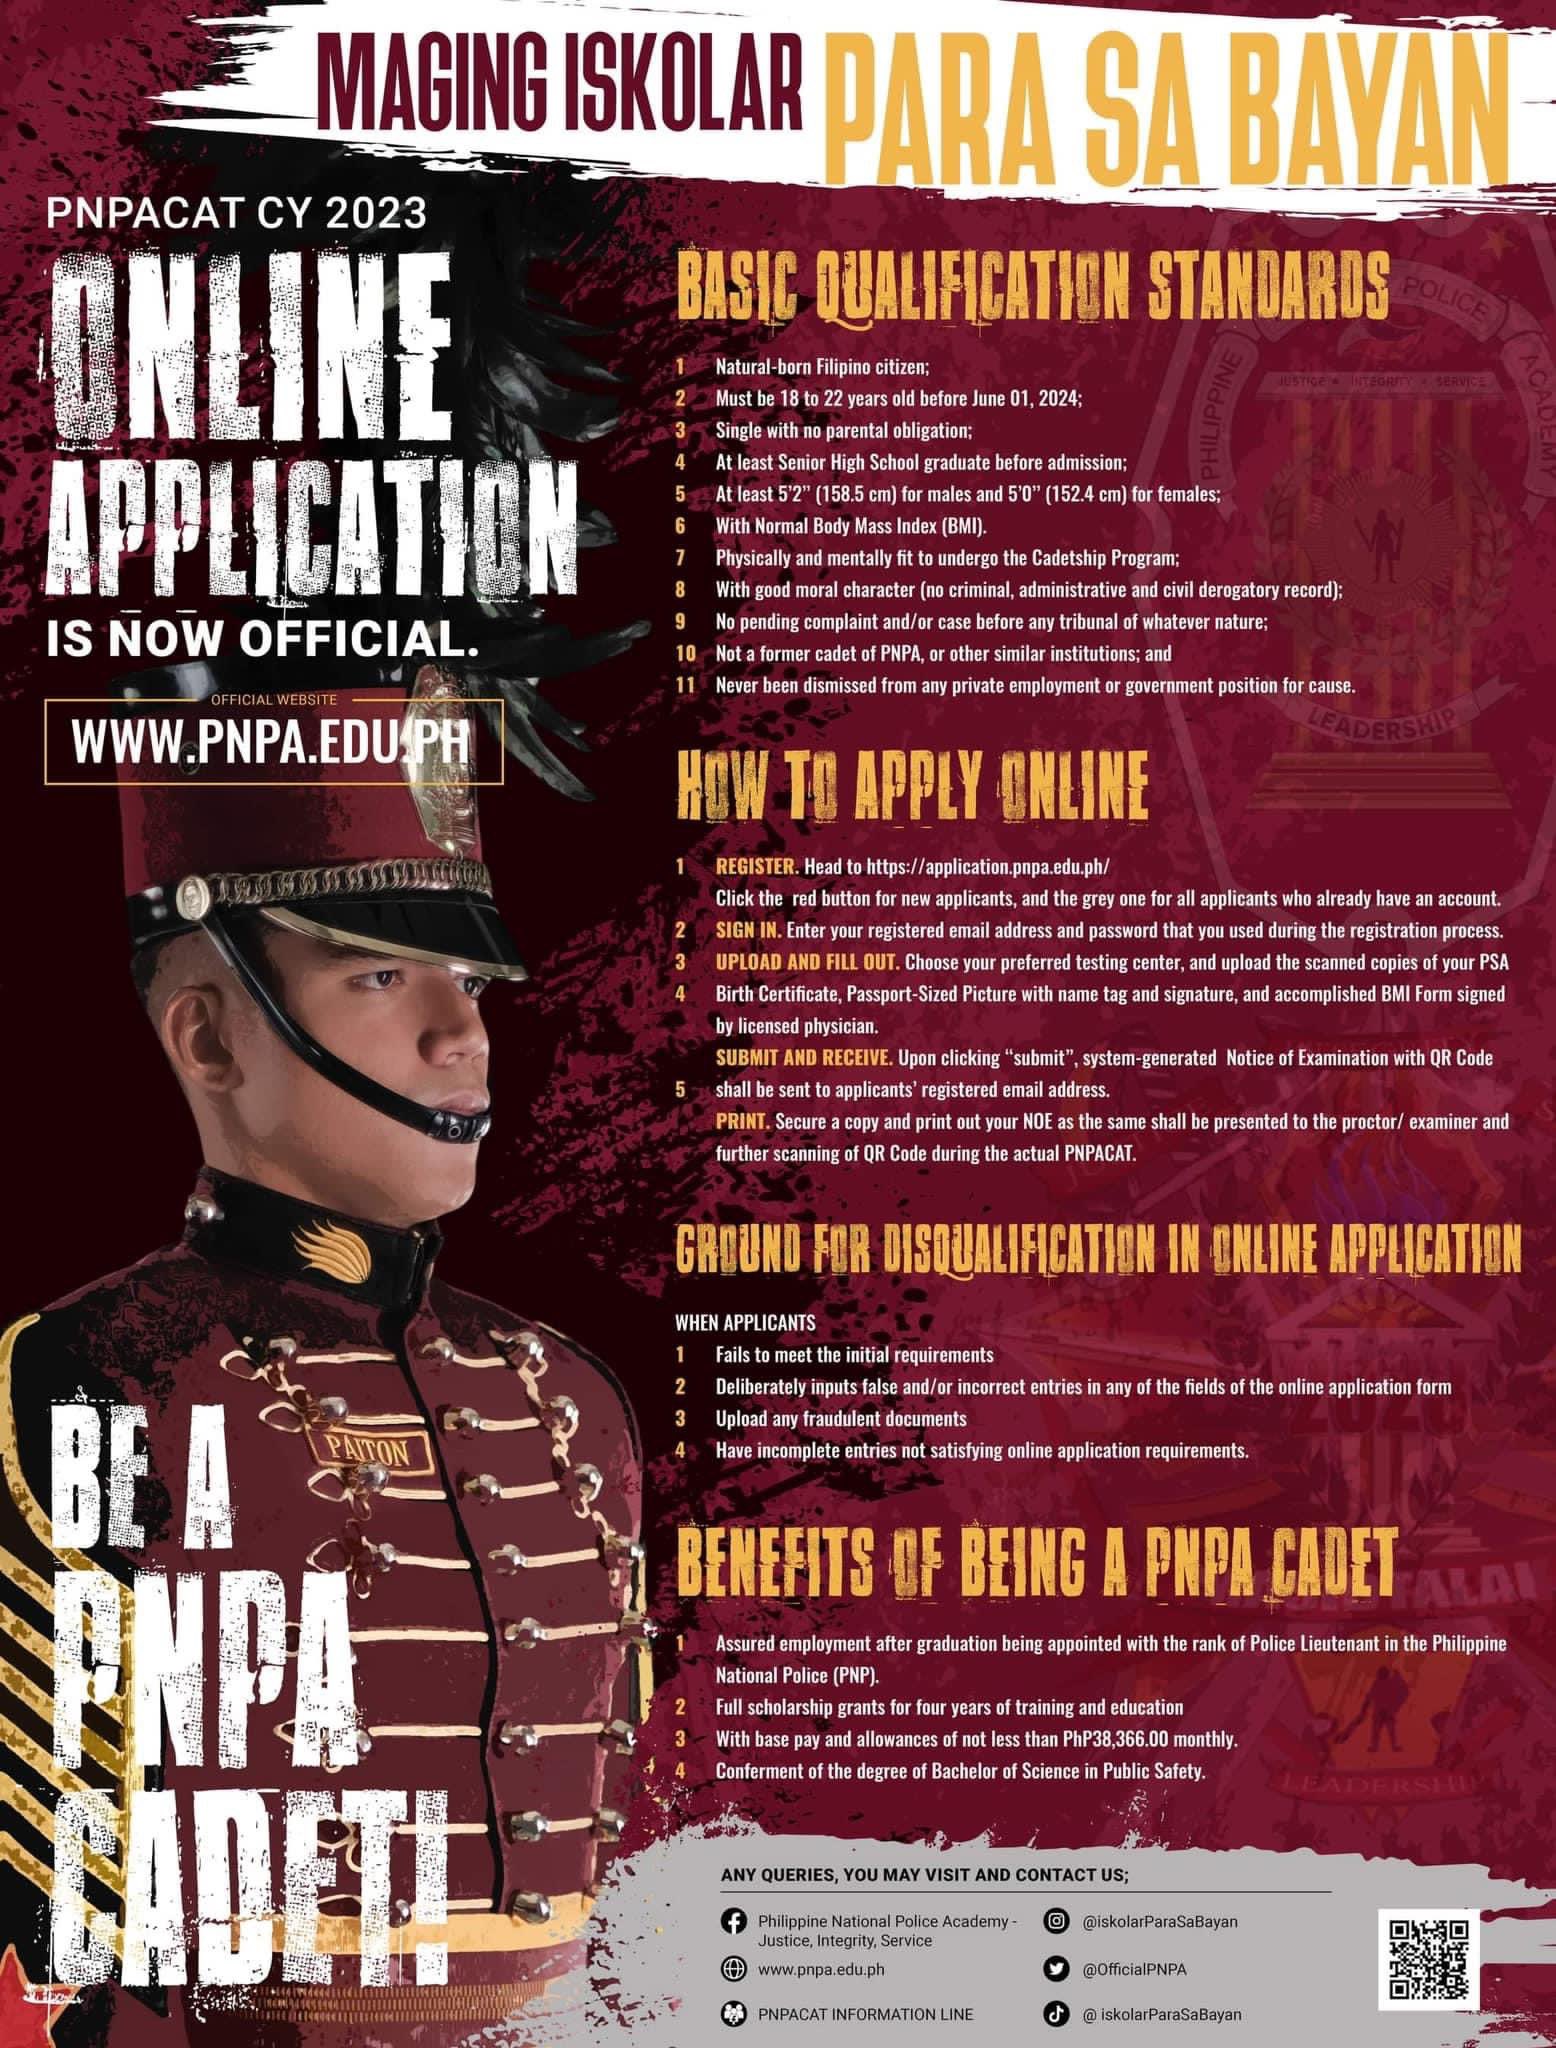 MAGING ISKOLAR PARA SA BAYAN
PNPACAT CY 2023
ONLINE
APPLICATION
IS NOW OFFICIAL.
OFFICIAL WEBSITE
WWW.PNPA.EDU.PH
PAITON
BE A
PNPA
CADET!
BASIC QUALIFICATION STANDARDS
1 Natural-born Filipino citizen;
2 Must be 18 to 22 years old before June 01, 2024;
3 Single with no parental obligation;
4 At least Senior High School graduate before admission;
5 At least 5'2'' (158.5 cm) for males and 5'0'' (152.4 cm) for females;
6 With Normal Body Mass Index (BMI).
7 Physically and mentally fit to undergo the Cadetship Program;
8 With good moral character (no criminal, administrative and civil derogatory record);
9 No pending complaint and/or case before any tribunal of whatever nature;
10 Not a former cadet of PNPA, or other similar institutions; and
11 Never been dismissed from any private employment or government position for cause.
HOW TO APPLY ONLINE
1 REGISTER. Head to https://application.pnpa.edu.ph/
Click the red button for new applicants, and the grey one for all applicants who already have an account.
2 SIGN IN. Enter your registered email address and password that you used during the registration process.
3 UPLOAD AND FILL OUT. Choose your preferred testing center, and upload the scanned copies of your PSA
4 Birth Certificate, Passport-Sized Picture with name tag and signature, and accomplished BMI Form signed
by licensed physician.
SUBMIT AND RECEIVE. Upon clicking “submit”, system-generated Notice of Examination with QR Code
5 shall be sent to applicants’ registered email address.
PRINT. Secure a copy and print out your NOE as the same shall be presented to the proctor/ examiner and
further scanning of QR Code during the actual PNPACAT.
GROUND FOR DISQUALIFICATION IN ONLINE APPLICATION
WHEN APPLICANTS
1 Fails to meet the initial requirements
2 Deliberately inputs false and/or incorrect entries in any of the fields of the online application form
3 Upload any fraudulent documents
4 Have incomplete entries not satisfying online application requirements.
BENEFITS OF BEING A PNPA CADET
1 Assured employment after graduation being appointed with the rank of Police Lieutenant in the Philippine
National Police (PNP).
2 Full scholarship grants for four years of training and education
3 With base pay and allowances of not less than PhP38,366.00 monthly.
4 Conferment of the degree of Bachelor of Science in Public Safety.
ANY QUERIES, YOU MAY VISIT AND CONTACT US;
Philippine National Police Academy -
Justice, Integrity, Service
@iskolarParaSaBayan
www.pnpa.edu.ph
@OfficialPNPA
PNPACAT INFORMATION LINE
@ iskolarParaSaBayan
PHILIPPINE
POLICE
ACADEMY
JUSTICE INTEGRITY SERVICE
LEADERSHIP
LEADERSHIP